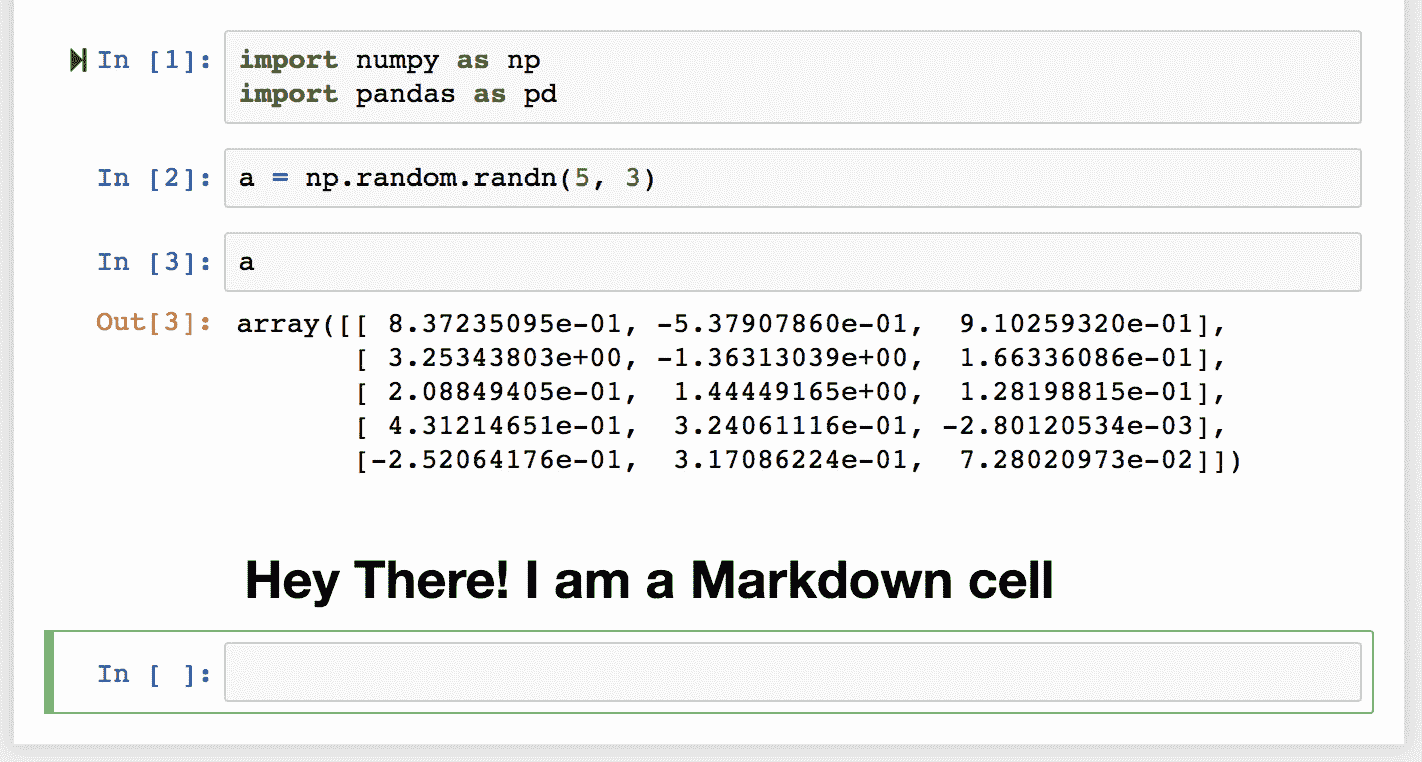 In [1]: import numpy as np
import pandas as pd
In [2]: a = np.random.randn(5, 3)
In [3]: a
Out[3]: array([[ 8.37235095e-01, -5.37907860e-01,  9.10259320e-01],
[ 3.25343803e+00, -1.36313039e+00,  1.66336086e-01],
[ 2.08849405e-01,  1.44449165e+00,  1.28198815e-01],
[ 4.31214651e-01,  3.24061116e-01, -2.80120534e-03],
[-2.52064176e-01,  3.17086224e-01,  7.28020973e-02]])
Hey There! I am a Markdown cell
In [ ]: